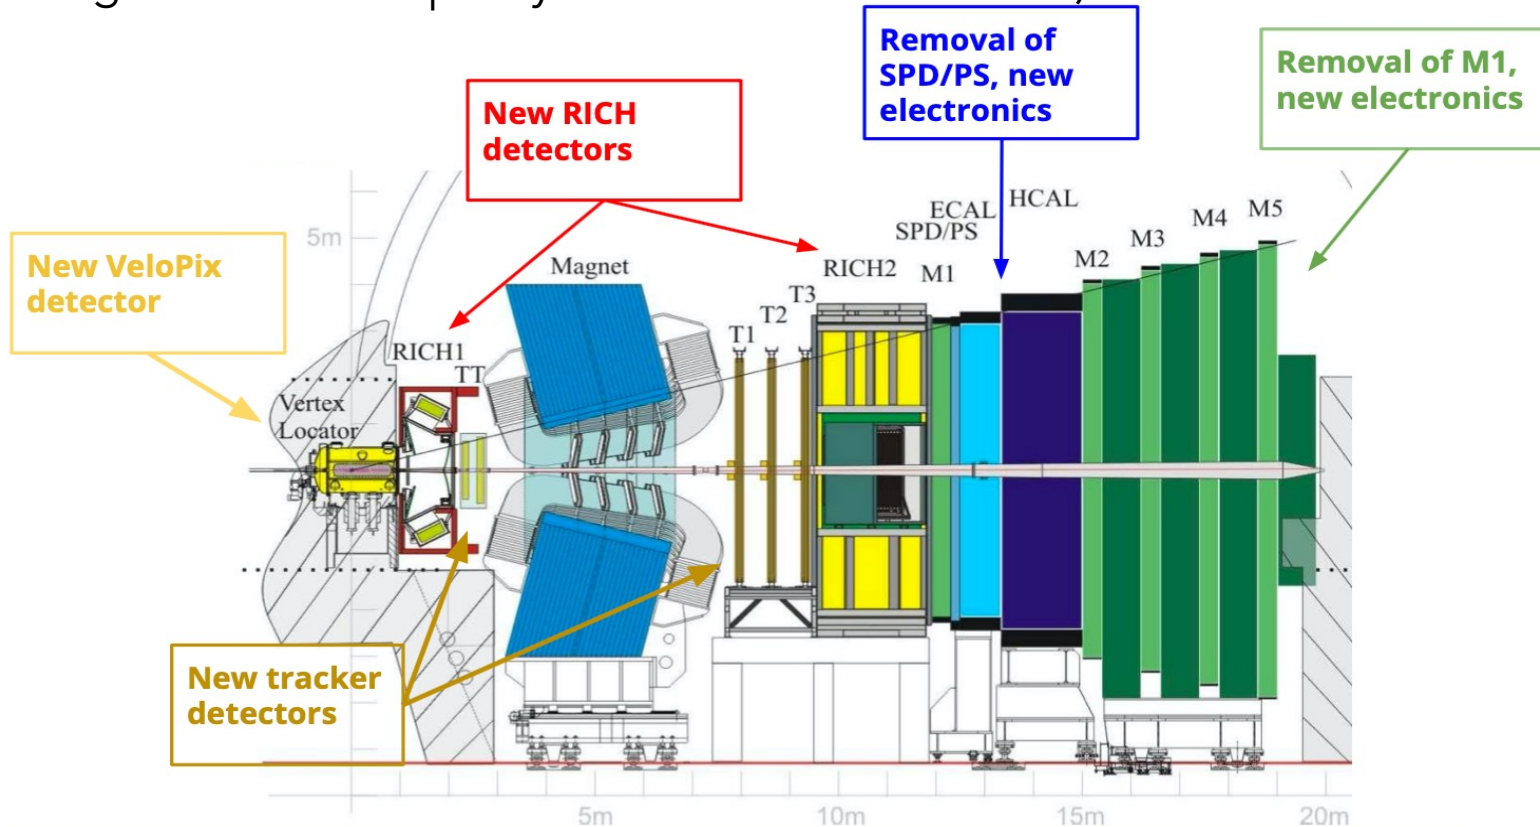 Removal of
SPD/PS, new
electronics
Removal of M1,
new electronics
New RICH
detectors
New VeloPix
detector
5m
Magnet
ECAL
HCAL
SPD/PS
RICH2
M1
M2
M3
M4
M5
T1
T2
T3
RICH1
TT
Vertex
Locator
New tracker
detectors
5m
10m
15m
20m